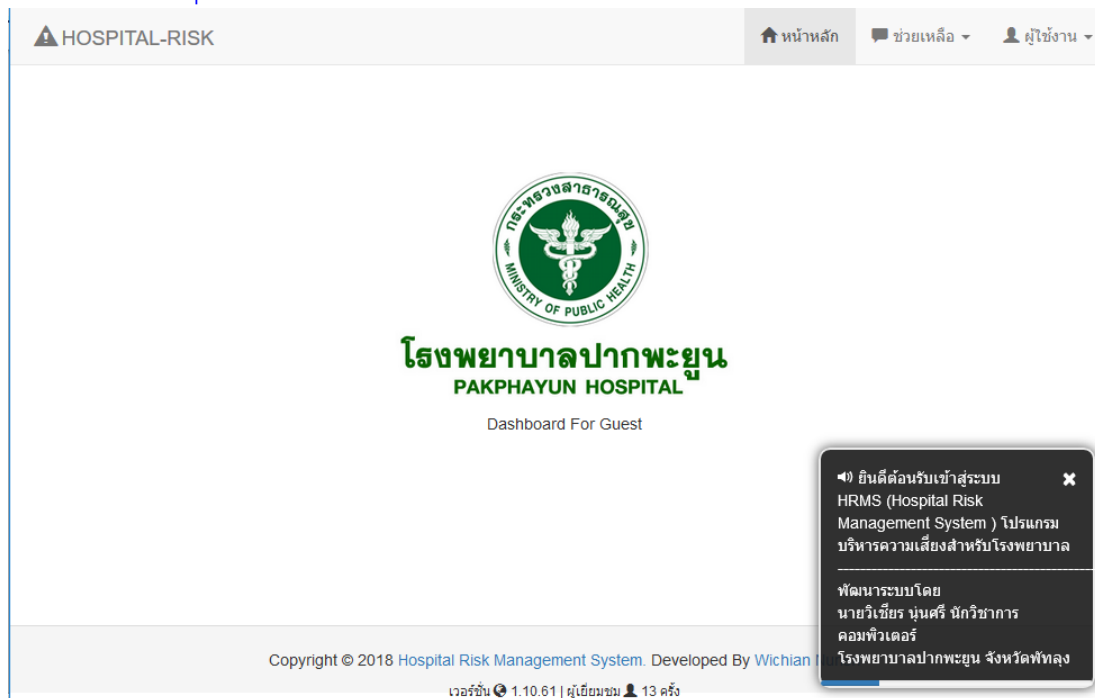 HOSPITAL-RISK
หน้าหลัก
ช่วยเหลือ
ผู้ใช้งาน
กระทรวงสาธารณสุข
MINISTRY OF PUBLIC HEALTH
โรงพยาบาลปากพะยูน
PAKPHAYUN HOSPITAL
Dashboard For Guest
ยินดีต้อนรับเข้าสู่ระบบ
HRMS (Hospital Risk
Management System ) โปรแกรม
บริหารความเสี่ยงสำหรับโรงพยาบาล
พัฒนาระบบโดย
นายวิเชียร นุ่นศรี นักวิชาการ
คอมพิวเตอร์
โรงพยาบาลปากพะยูน จังหวัดพัทลุง
Copyright © 2018 Hospital Risk Management System. Developed By Wichian
เวอร์ชั่น 1.10.61 | ผู้เยี่ยมชม 13 ครั้ง